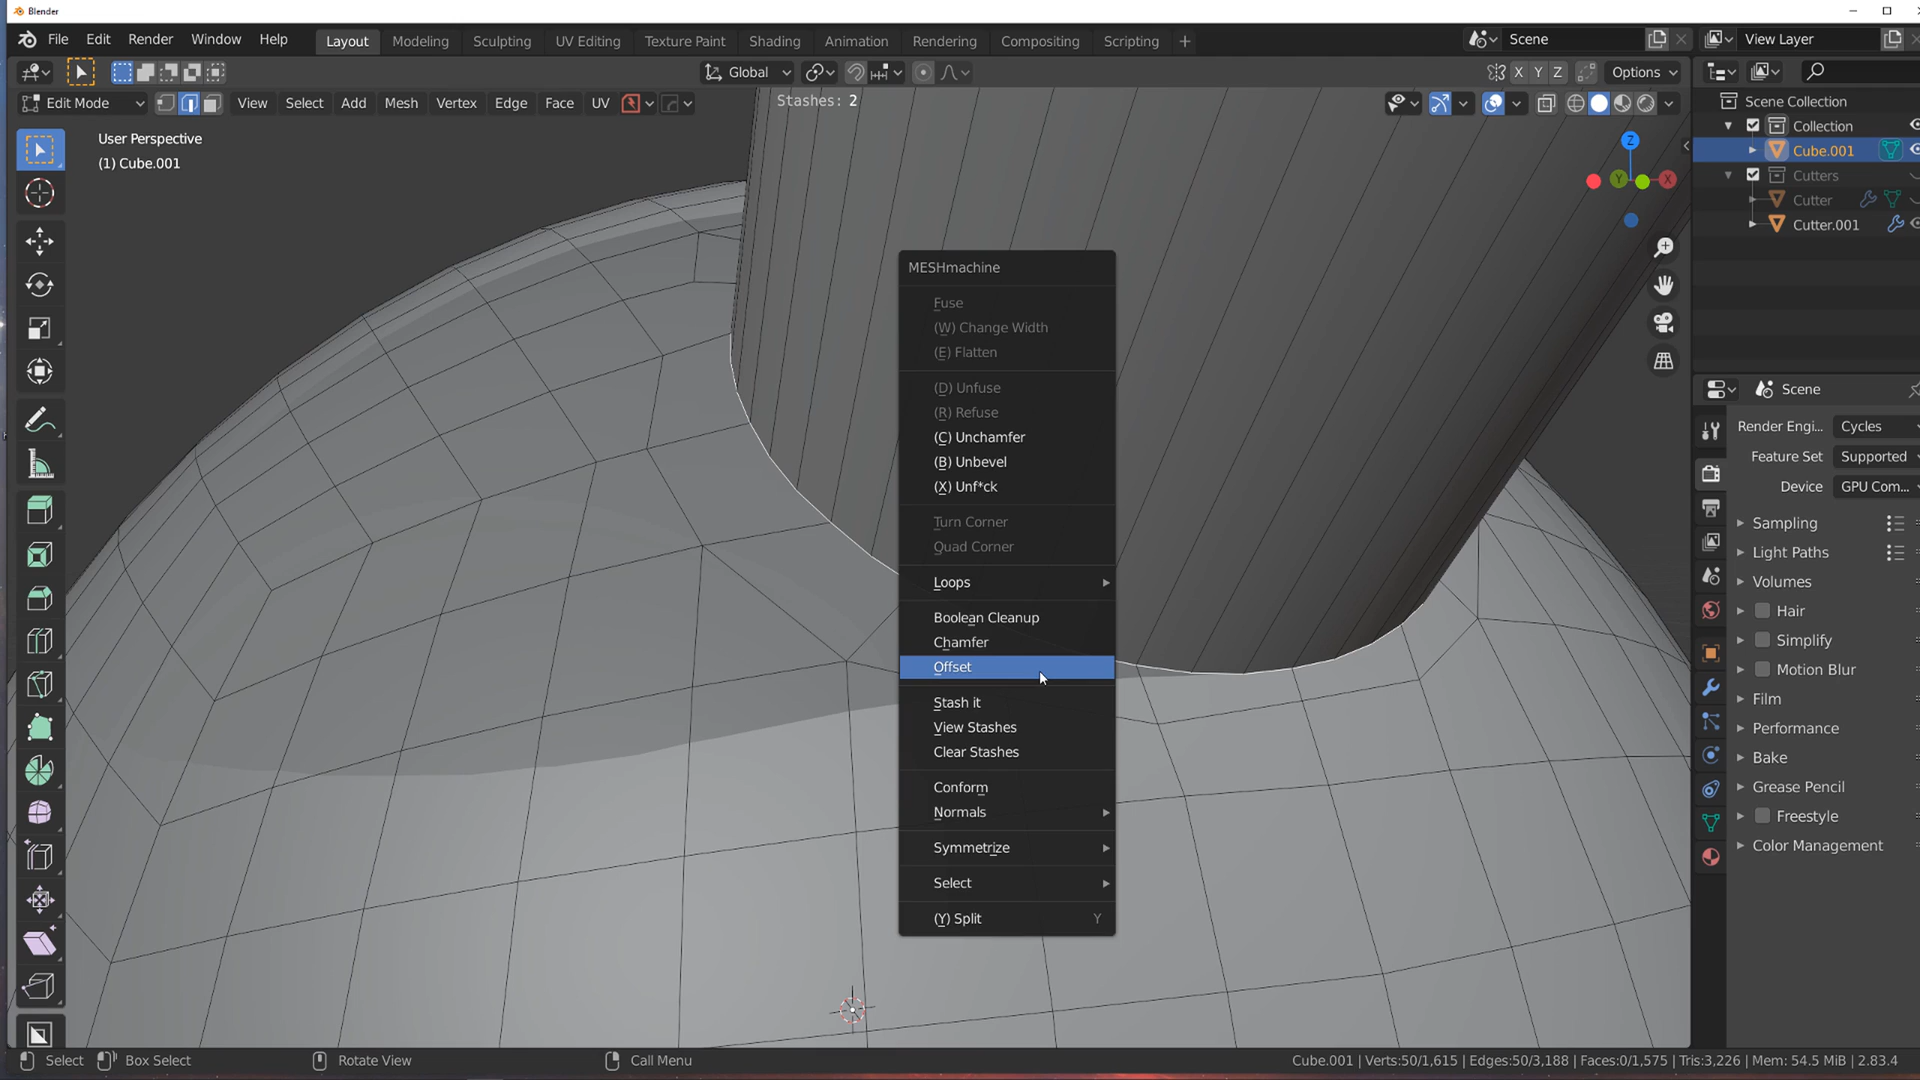 Blender
File Edit Render Window Help Layout Modeling Sculpting UV Editing Texture Paint Shading Animation Rendering Compositing Scripting + Scene View Layer
Global X Y Z Options
Edit Mode View Select Add Mesh Vertex Edge Face UV Stashes: 2
Scene Collection
Collection
Cube.001
Cutters
Cutter
Cutter.001
User Perspective
(1) Cube.001
Z
Y
X
MESHmachine
Fuse
(W) Change Width
(E) Flatten
(D) Unfuse
(R) Refuse
(C) Unchamfer
(B) Unbevel
(X) Unf*ck
Turn Corner
Quad Corner
Loops
Boolean Cleanup
Chamfer
Offset
Stash it
View Stashes
Clear Stashes
Conform
Normals
Symmetrize
Select
(Y) Split Y
Scene
Render Engi... Cycles
Feature Set Supported
Device GPU Com...
Sampling
Light Paths
Volumes
Hair
Simplify
Motion Blur
Film
Performance
Bake
Grease Pencil
Freestyle
Color Management
Select Box Select Rotate View Call Menu Cube.001 | Verts:50/1,615 | Edges:50/3,188 | Faces:0/1,575 | Tris:3,226 | Mem: 54.5 MiB | 2.83.4